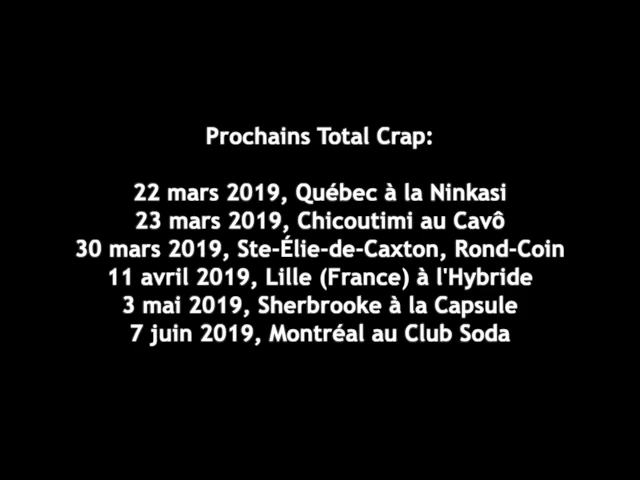 Prochains Total Crap:
22 mars 2019, Québec à la Ninkasi
23 mars 2019, Chicoutimi au Cavô
30 mars 2019, Ste-Élie-de-Caxton, Rond-Coin
11 avril 2019, Lille (France) à l'Hybride
3 mai 2019, Sherbrooke à la Capsule
7 juin 2019, Montréal au Club Soda